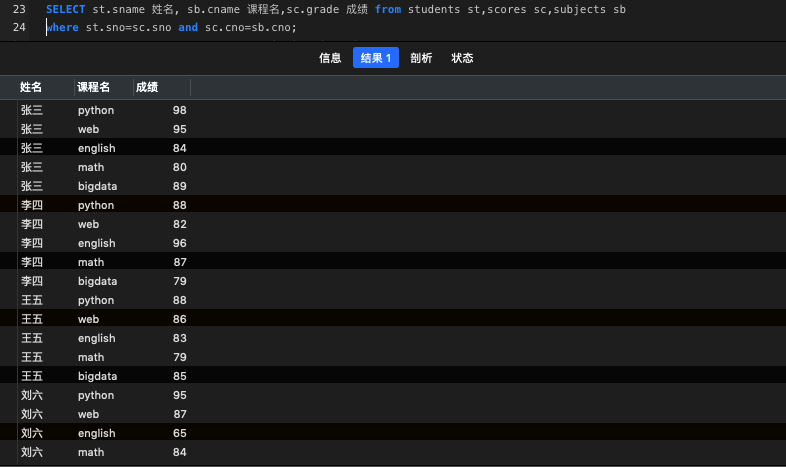 23 SELECT st.sname 姓名, sb.cname 课程名,sc.grade 成绩 from students st,scores sc,subjects sb
24 where st.sno=sc.sno and sc.cno=sb.cno;
信息 结果 1 剖析 状态
姓名 课程名 成绩
张三 python 98
张三 web 95
张三 english 84
张三 math 80
张三 bigdata 89
李四 python 88
李四 web 82
李四 english 96
李四 math 87
李四 bigdata 79
王五 python 88
王五 web 86
王五 english 83
王五 math 79
王五 bigdata 85
刘六 python 95
刘六 web 87
刘六 english 65
刘六 math 84